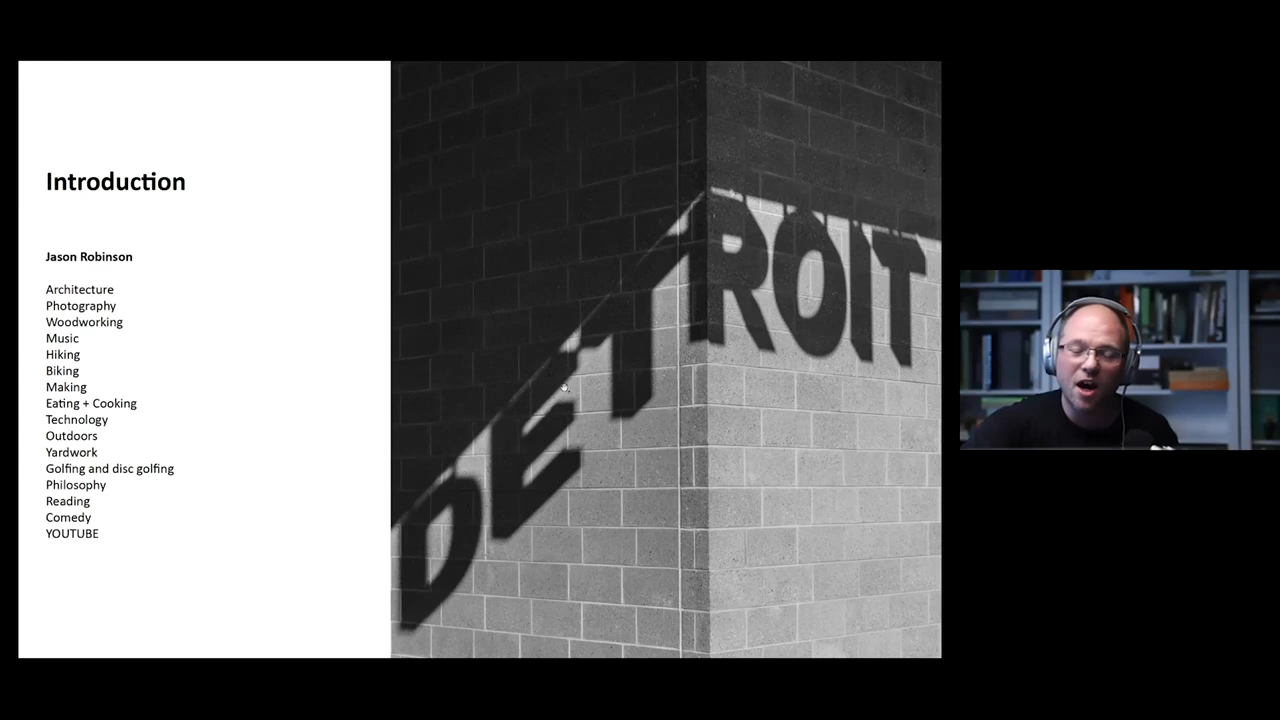 Introduction
Jason Robinson
Architecture
Photography
Woodworking
Music
Hiking
Biking
Making
Eating + Cooking
Technology
Outdoors
Yardwork
Golfing and disc golfing
Philosophy
Reading
Comedy
YOUTUBE
DETROIT